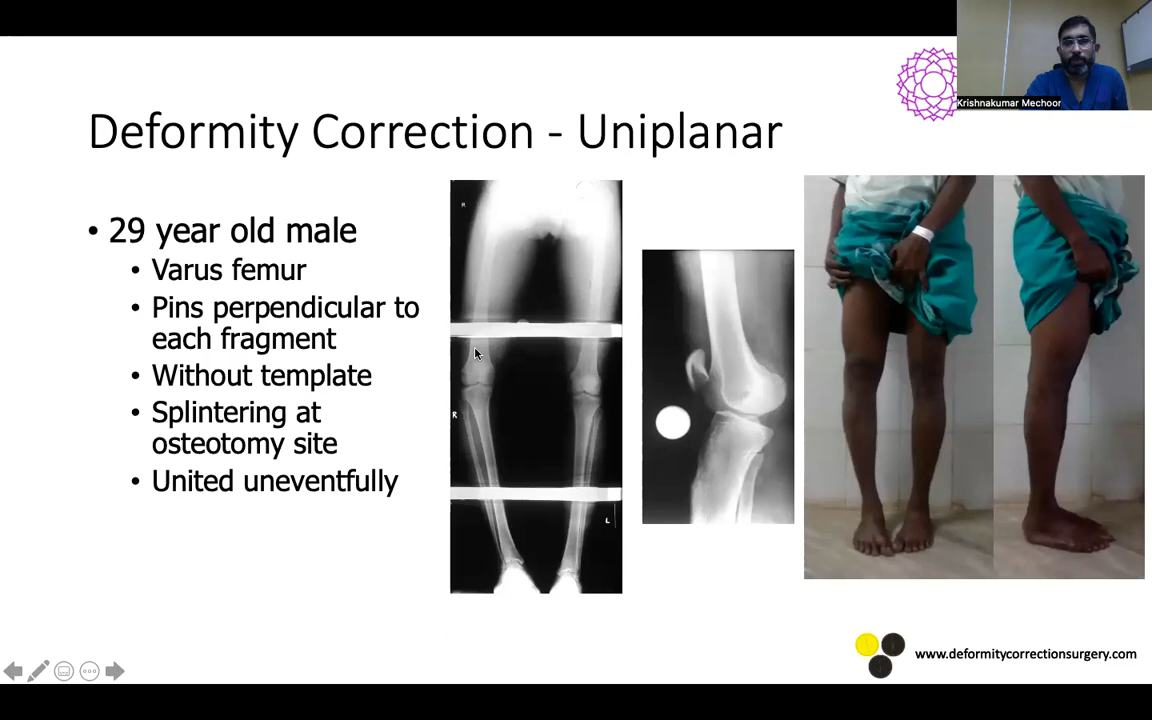 Krishnakumar Mechoor
Deformity Correction - Uniplanar
• 29 year old male
• Varus femur
• Pins perpendicular to
each fragment
• Without template
• Splintering at
osteotomy site
• United uneventfully
R
R
L
www.deformitycorrectionsurgery.com